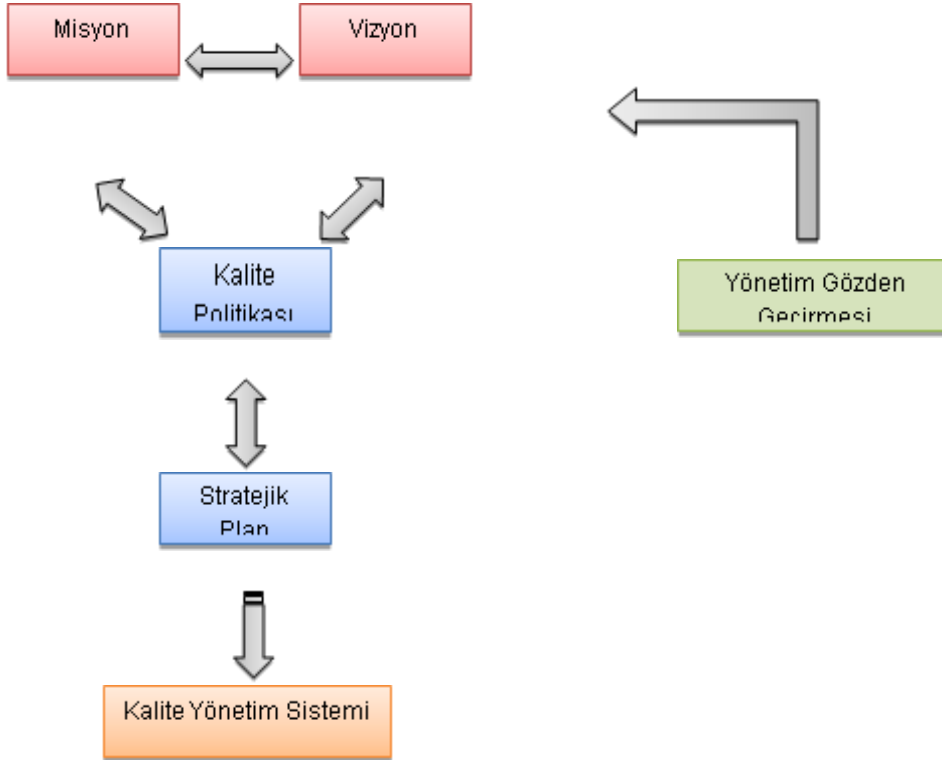 Misyon
Vizyon
Kalite
Politikası
Yönetim Gözden
Geçirmesi
Stratejik
Plan
Kalite Yönetim Sistemi